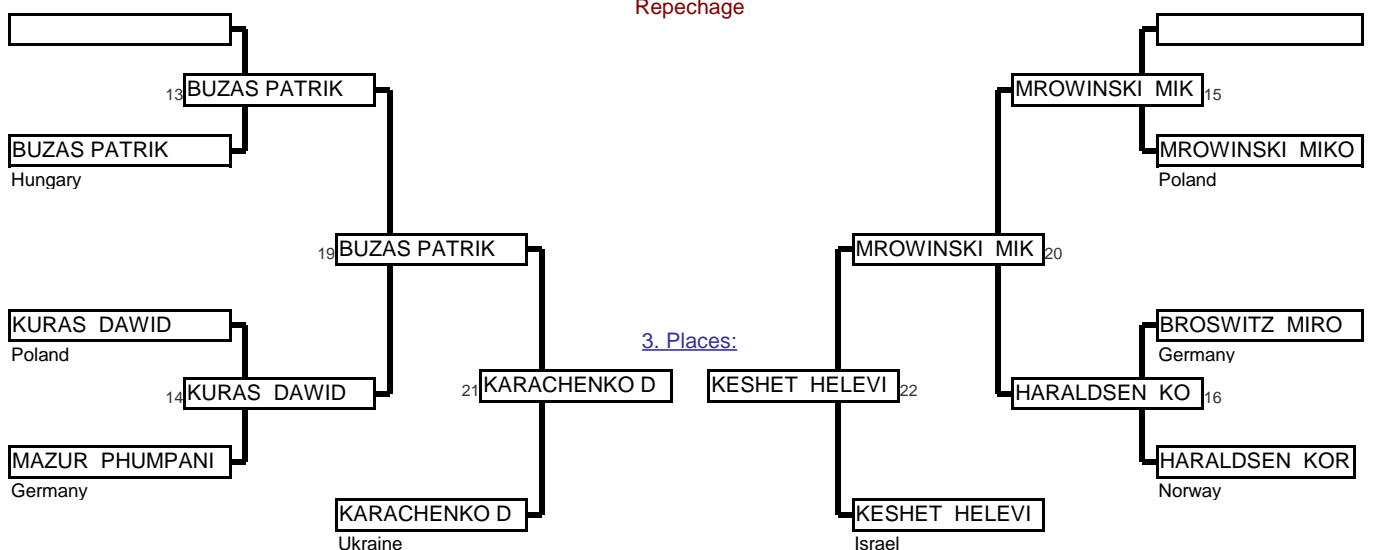 Repechage
13 BUZAS PATRIK
MROWINSKI  MIK 15
BUZAS PATRIK
Hungary
MROWINSKI  MIKO
Poland
19 BUZAS PATRIK
MROWINSKI  MIK 20
KURAS  DAWID
Poland
BROSWITZ  MIRO
Germany
3. Places:
14 KURAS  DAWID
21 KARACHENKO D
KESHET  HELEVI 22
HARALDSEN  KO 16
MAZUR  PHUMPANI
Germany
HARALDSEN  KOR
Norway
KARACHENKO D
Ukraine
KESHET  HELEVI
Israel